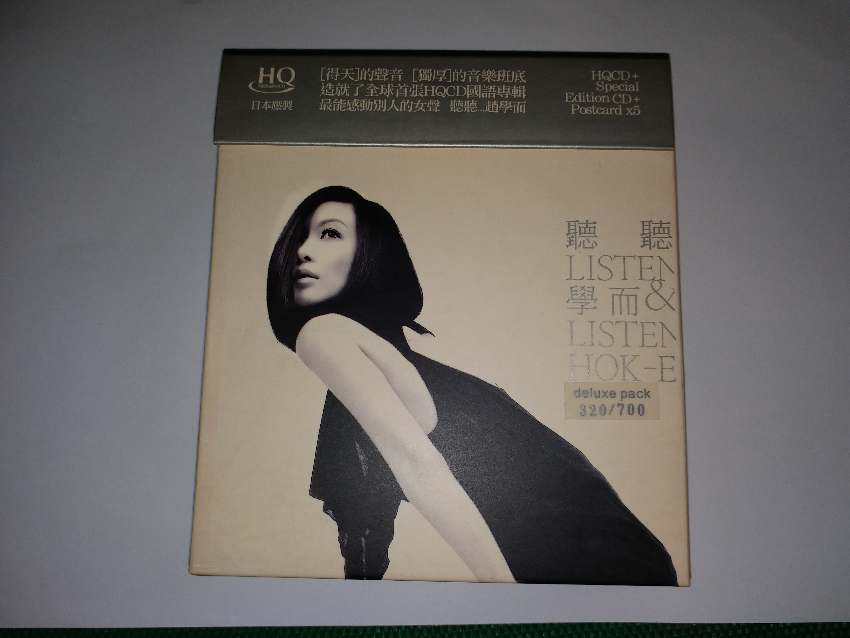 HQ
日本壓製
[得天]的聲音 [獨厚]的音樂班底
造就了全球首張HQCD國語專輯
最能感動別人的女聲 聽聽...趙學而
HQCD+
Special
Edition CD+
Postcard x5
聽 聽
LISTEN
學而&
LISTEN
HOK-E
deluxe pack
320/700